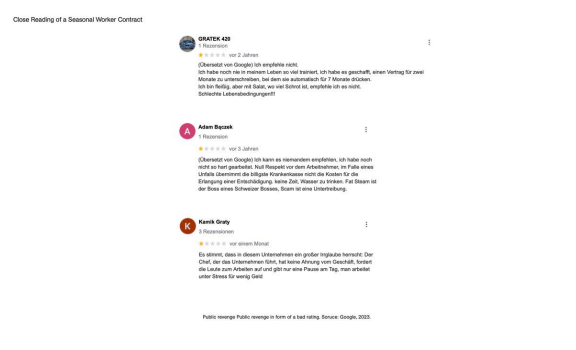 Close Reading of a Seasonal Worker Contract
GRATEK 420
1 Rezension
vor 2 Jahren
(Übersetzt von Google) Ich empfehle nicht.
Ich habe noch nie in meinem Leben so viel trainiert, ich habe es geschafft, einen Vertrag für zwei
Monate zu unterschreiben, bei dem sie automatisch für 7 Monate drücken.
Ich bin fleißig, aber mit Salat, wo viel Schrot ist, empfehle ich es nicht.
Schlechte Lebensbedingungen!!!!
A
Adam Bączek
1 Rezension
vor 3 Jahren
(Übersetzt von Google) Ich kann es niemandem empfehlen, ich habe noch
nicht so hart gearbeitet. Null Respekt vor dem Arbeitnehmer, im Falle eines
Unfalls übernimmt die billigste Krankenkasse nicht die Kosten für die
Erlangung einer Entschädigung. keine Zeit, Wasser zu trinken. Fat Steam ist
der Boss eines Schweizer Bosses, Scam ist eine Untertreibung.
K
Kamik Graty
3 Rezensionen
vor einem Monat
Es stimmt, dass in diesem Unternehmen ein großer Irrglaube herrscht: Der
Chef, der das Unternehmen führt, hat keine Ahnung vom Geschäft, fordert
die Leute zum Arbeiten auf und gibt nur eine Pause am Tag, man arbeitet
unter Stress für wenig Geld
Public revenge Public revenge in form of a bad rating. Soruce: Google, 2023.